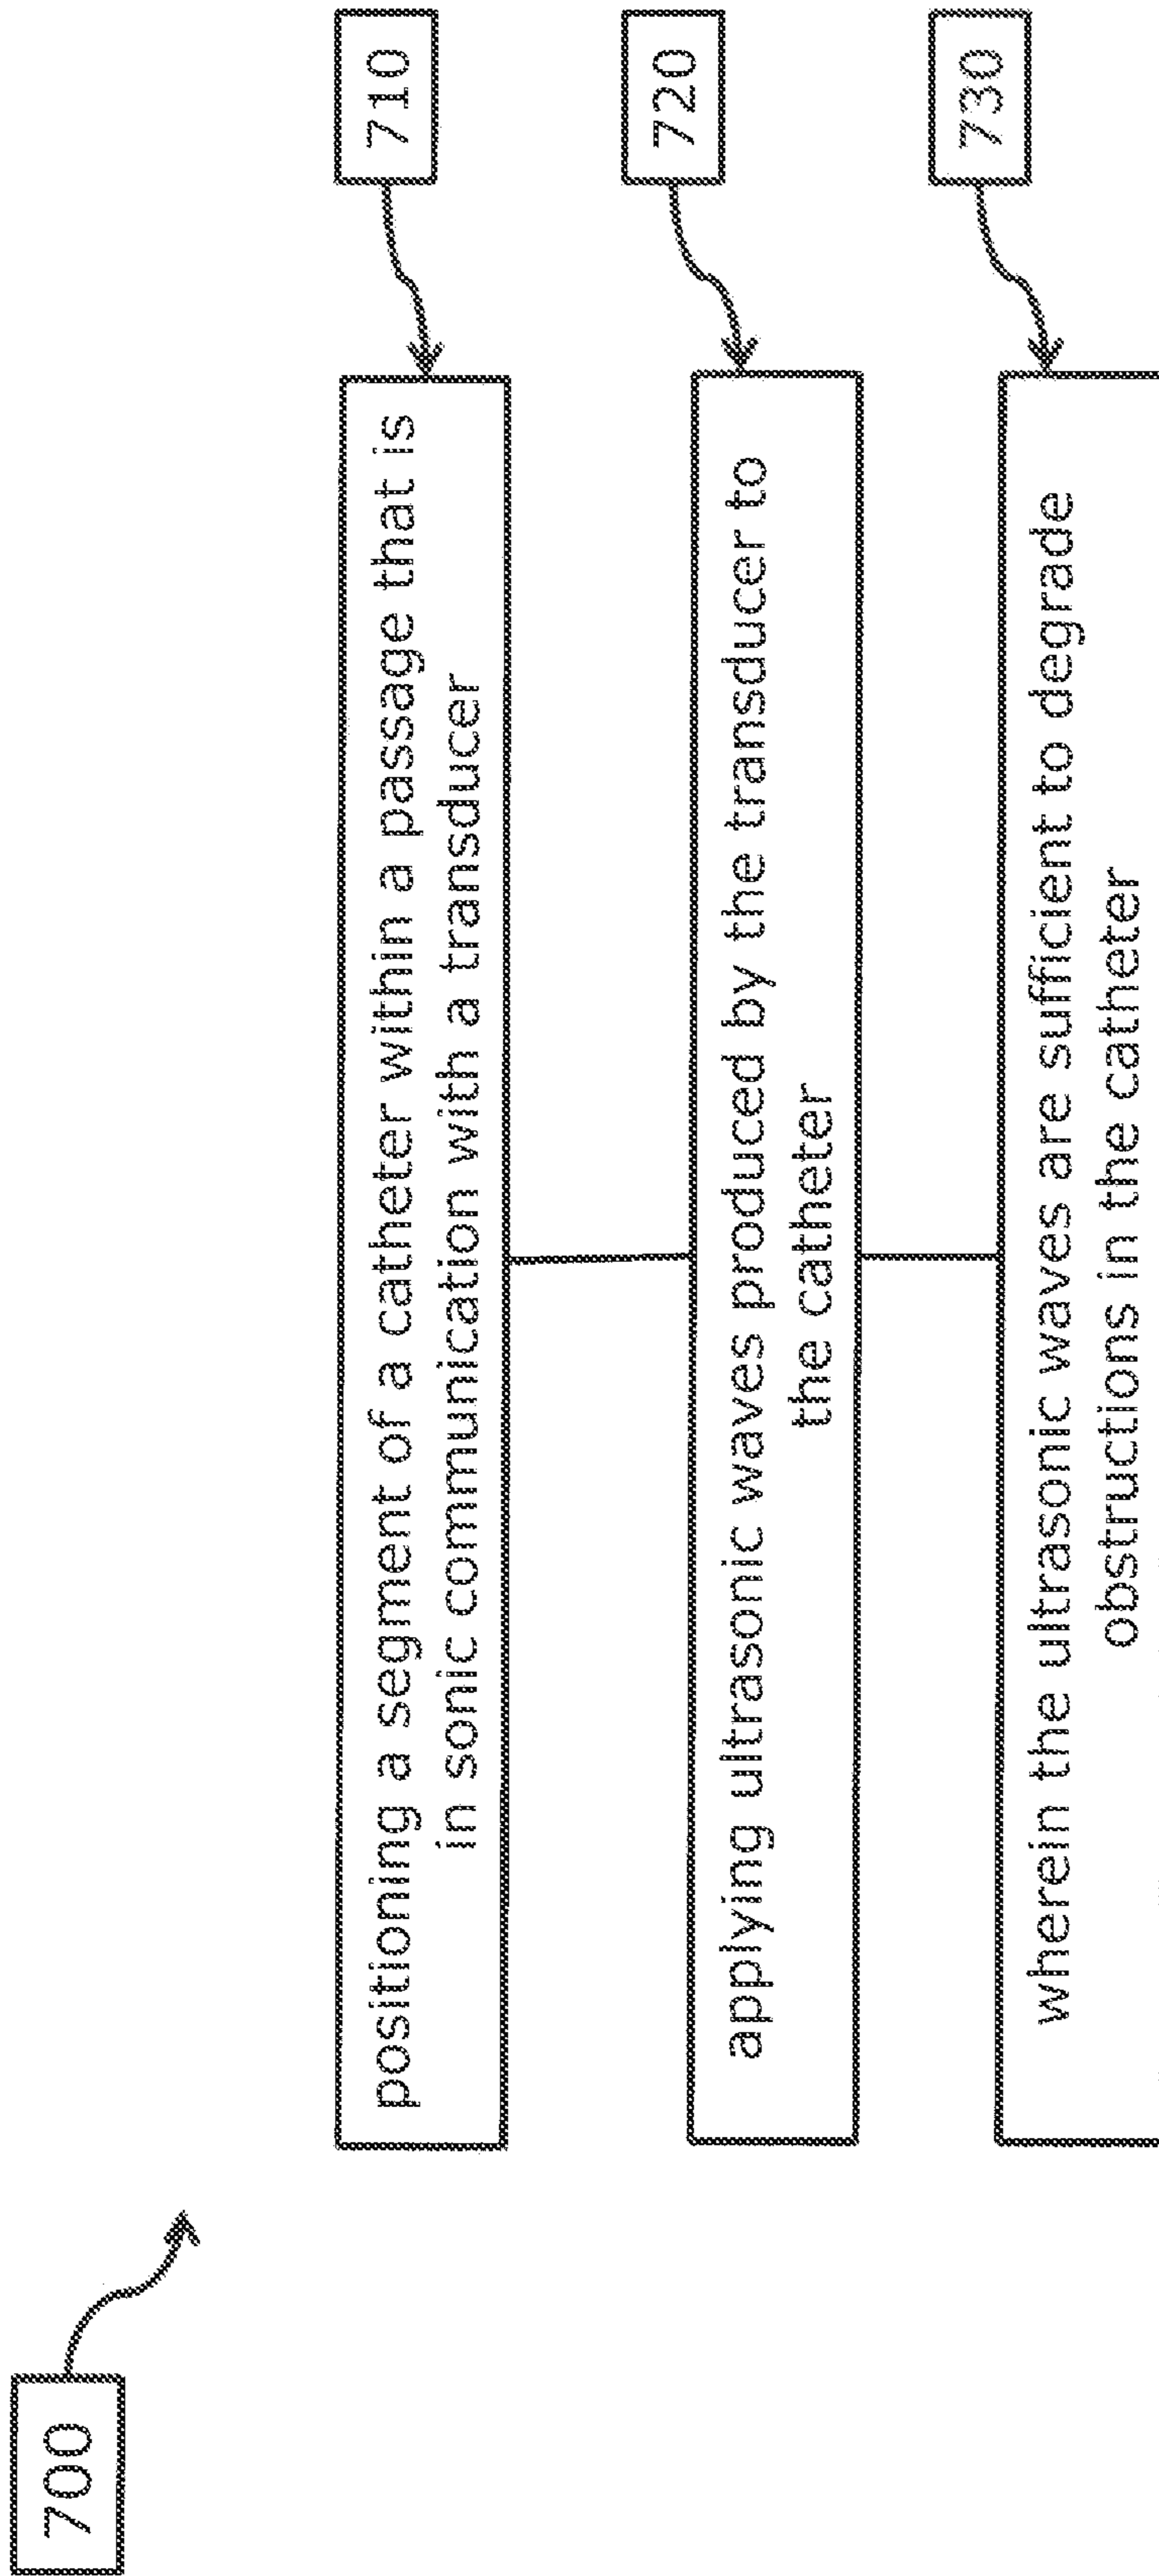 700
positioning a segment of a catheter within a passage that is
in sonic communication with a transducer
710
applying ultrasonic waves produced by the transducer to
the catheter
720
wherein the ultrasonic waves are sufficient to degrade
obstructions in the catheter
730